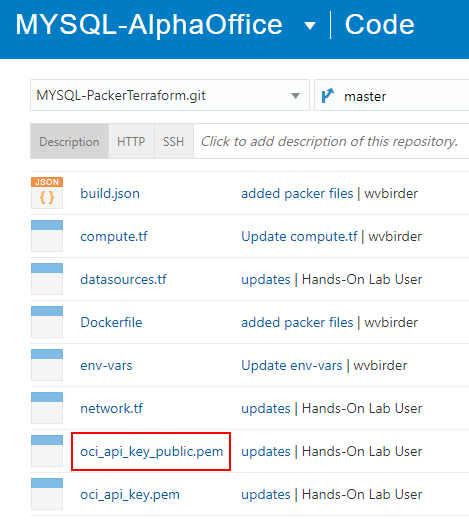 MYSQL-AlphaOffice Code
MYSQL-PackerTerraform.git master
Description HTTP SSH Click to add description of this repository.
JSON
{ } build.json added packer files | wvbirder
compute.tf Update compute.tf | wvbirder
datasources.tf updates | Hands-On Lab User
Dockerfile added packer files | wvbirder
env-vars Update env-vars | wvbirder
network.tf updates | Hands-On Lab User
oci_api_key_public.pem updates | Hands-On Lab User
oci_api_key.pem updates | Hands-On Lab User